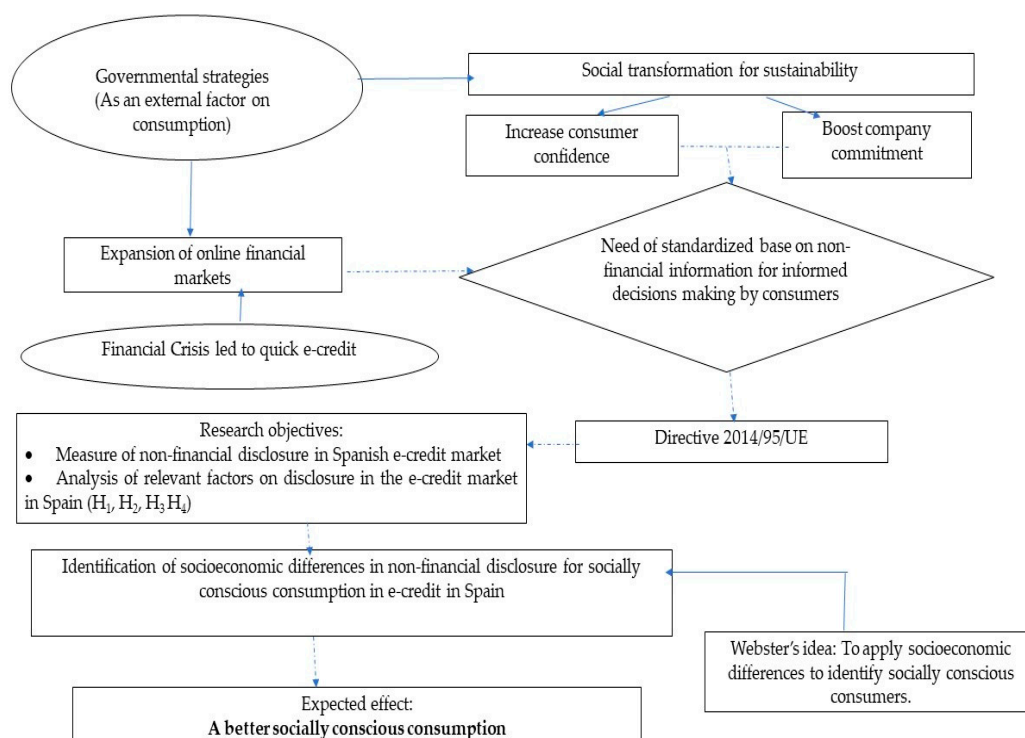 Governmental strategies
(As an external factor on
consumption)
Social transformation for sustainability
Increase consumer
confidence
Boost company
commitment
Expansion of online financial
markets
Need of standardized base on non-
financial information for informed
decisions making by consumers
Financial Crisis led to quick e-credit
Directive 2014/95/UE
Research objectives:
• Measure of non-financial disclosure in Spanish e-credit market
• Analysis of relevant factors on disclosure in the e-credit market
in Spain (H₁, H₂, H₃ H₄)
Identification of socioeconomic differences in non-financial disclosure for socially
conscious consumption in e-credit in Spain
Webster's idea: To apply socioeconomic
differences to identify socially conscious
consumers.
Expected effect:
A better socially conscious consumption